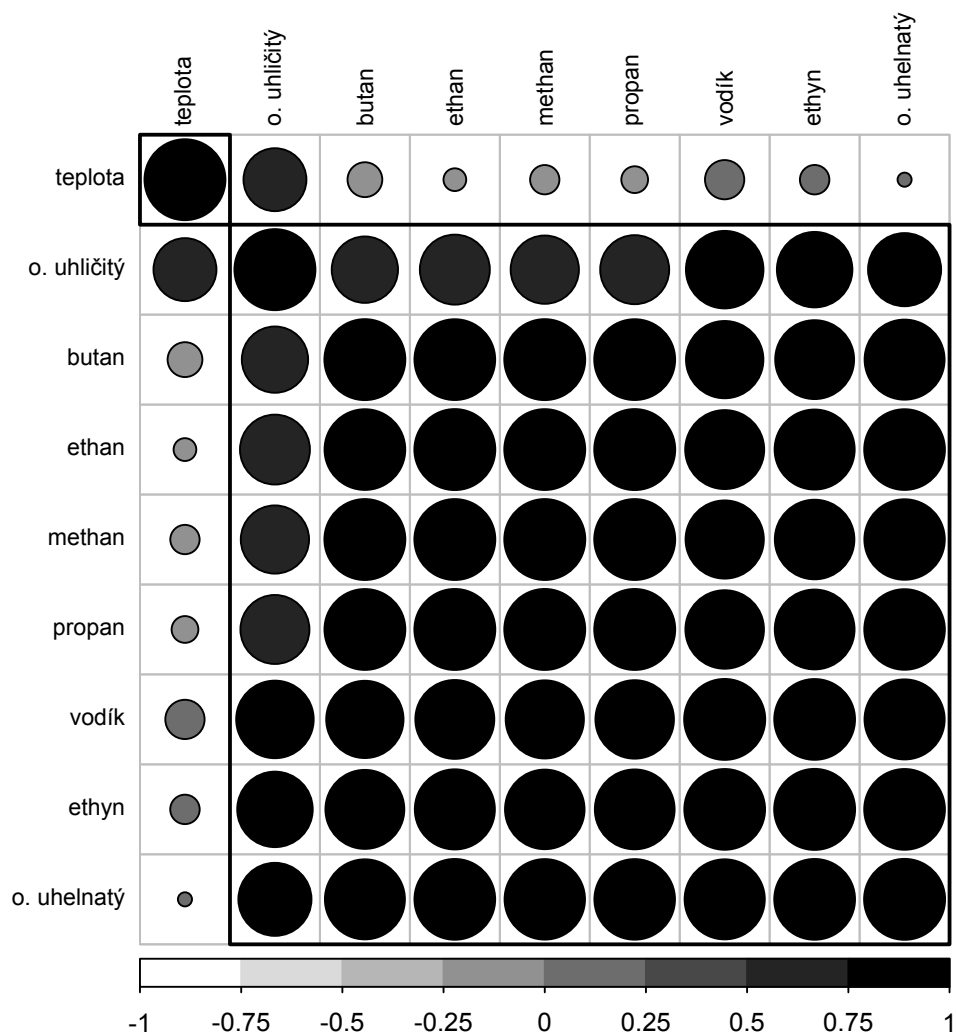 teplota
o. uhličitý
butan
ethan
methan
propan
vodík
ethyn
o. uhelnatý
teplota
o. uhličitý
butan
ethan
methan
propan
vodík
ethyn
o. uhelnatý
-1 -0.75 -0.5 -0.25 0 0.25 0.5 0.75 1